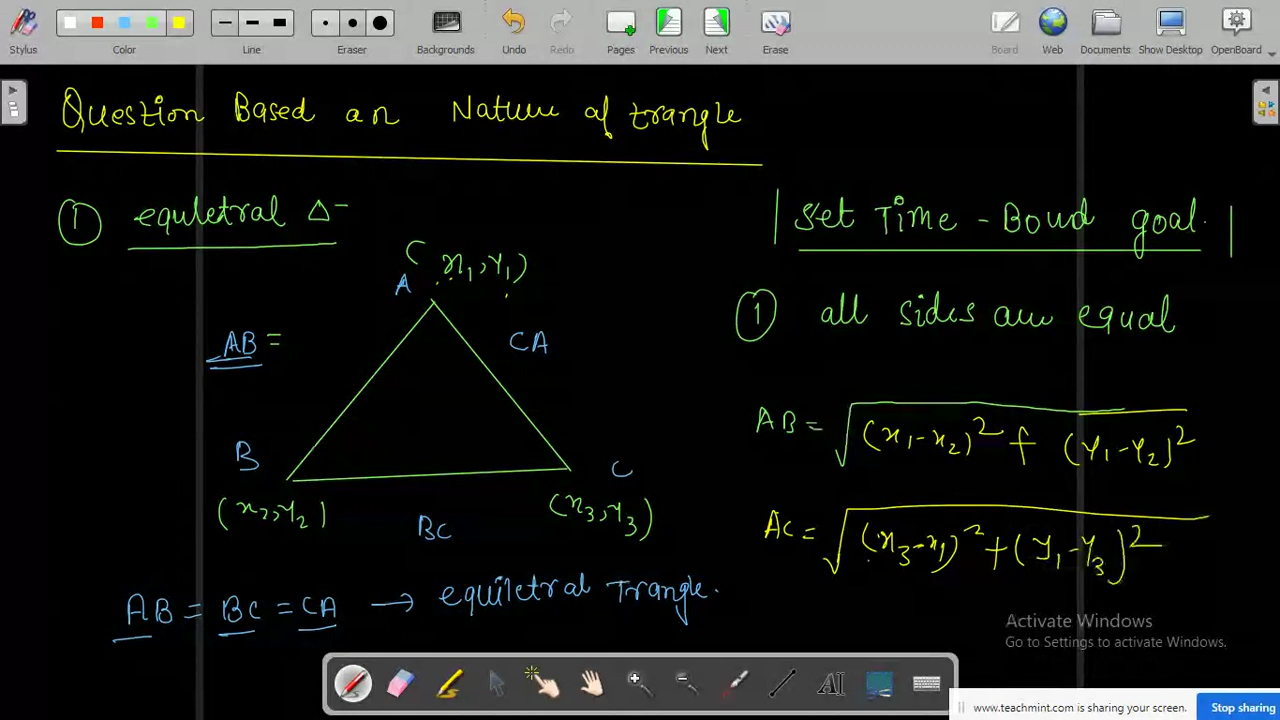 Stylus Color Line Eraser Backgrounds Undo Redo Pages Previous Next Erase Board Web Documents Show Desktop OpenBoard
Question Based on Nature of trangle
① equletral Δ-
| Set Time - Boud goal. |
A (x₁,y₁)
① all sides are equal
AB =
CA
AB = √(x₁-x₂)² + (y₁-y₂)²
B
C
(x₂,y₂)
(x₃,y₃)
BC
AC = √(x₃-x₁)² + (y₁-y₃)²
AB = BC = CA → equiletral Trangle.
Activate Windows
Go to Settings to activate Windows.
AI
www.teachmint.com is sharing your screen. Stop sharing